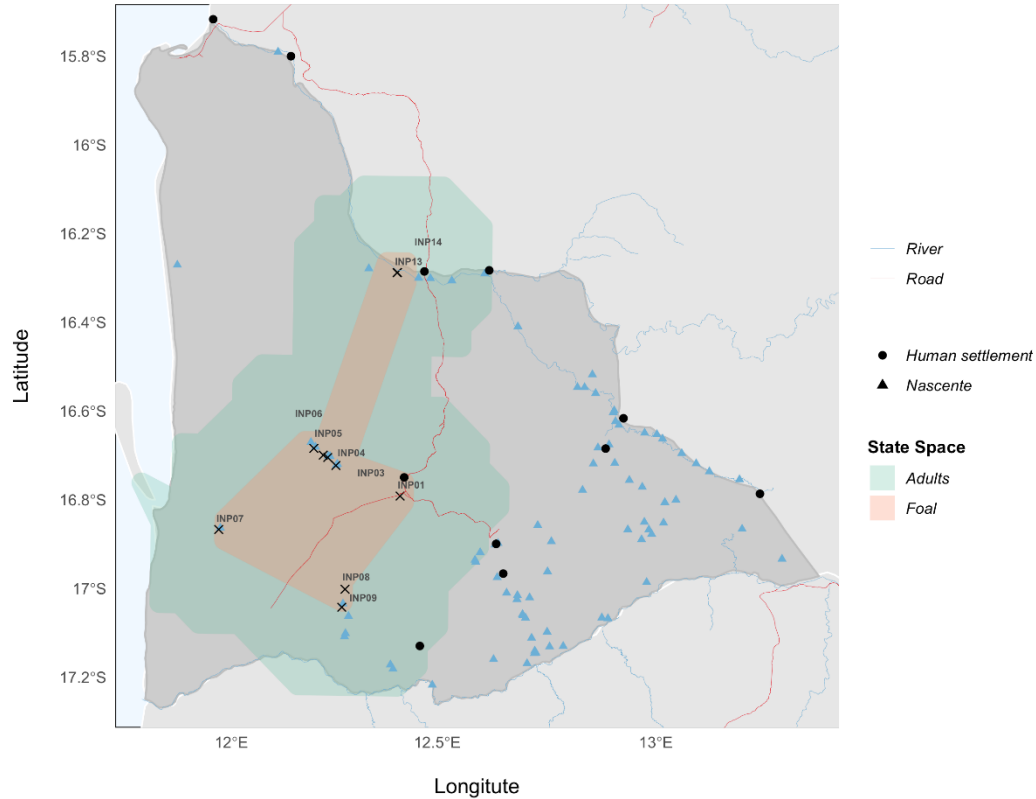 15.8°S
16°S
16.2°S
16.4°S
16.6°S
16.8°S
17°S
17.2°S
Latitude
INP14
INP13
INP06
INP05
INP04
INP03
INP01
INP07
INP08
INP09
12°E
12.5°E
13°E
Longitute
River
Road
Human settlement
Nascente
State Space
Adults
Foal